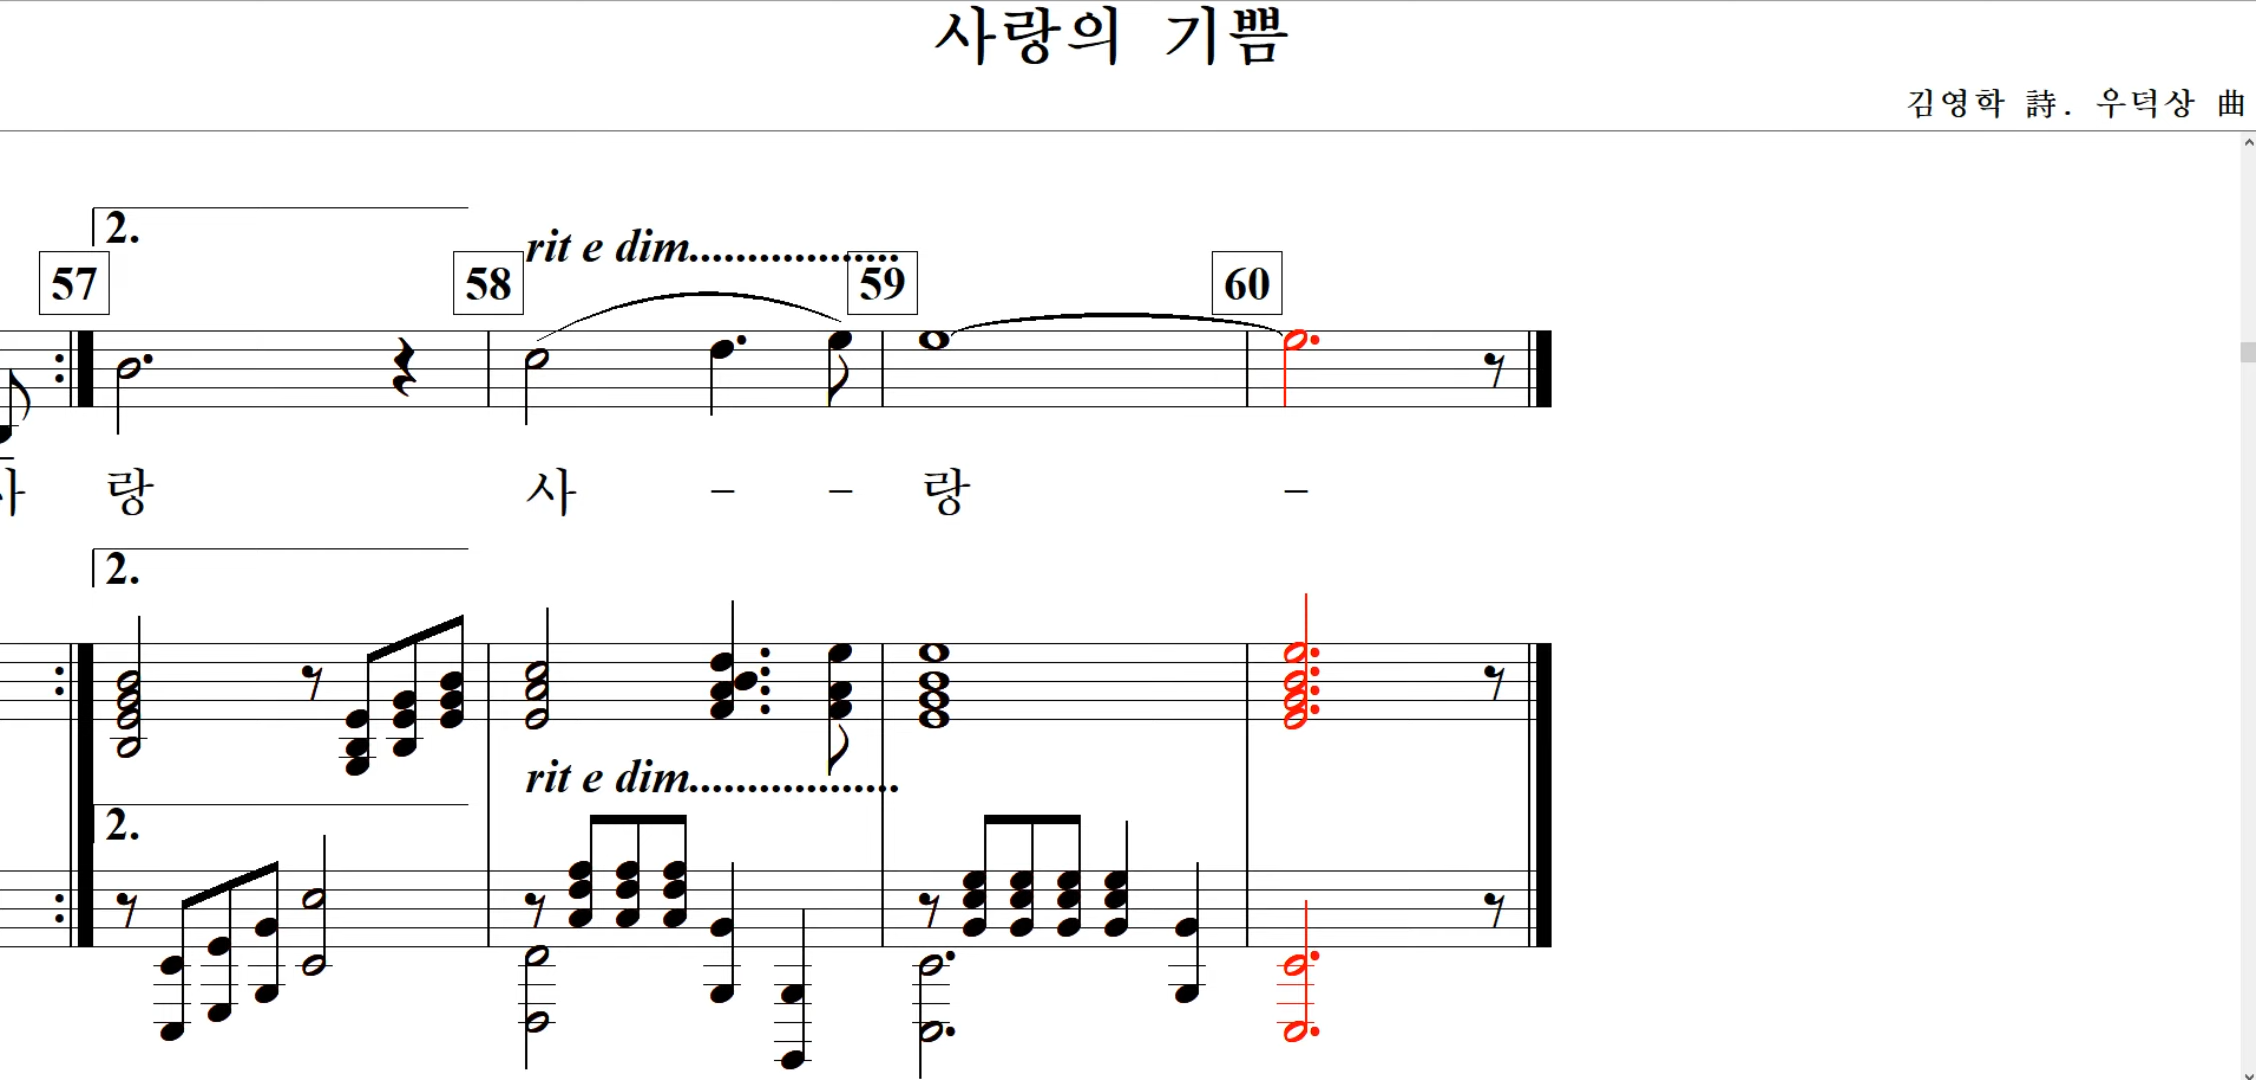 사랑의 기쁨
김영학 詩. 우덕상 曲
2.
rit e dim..................
57 58 59 60
랑 사 - - 랑 -
2.
rit e dim..................
2.